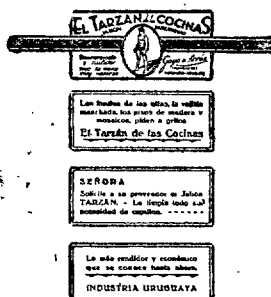 EL TARZAN DE LAS COCINAS
Los fondos de las ollas, la vajilla
manchada, los pisos de madera y
mosaicos, piden a gritos
El Tarzán de las Cocinas
SEÑORA
Solicite a su proveedor el Jabón
TARZAN. - Lo limpia todo sin
necesidad de cepillos. - - - - - -
Lo más rendidor y económico
que se conoce hasta ahora.
INDUSTRIA URUGUAYA